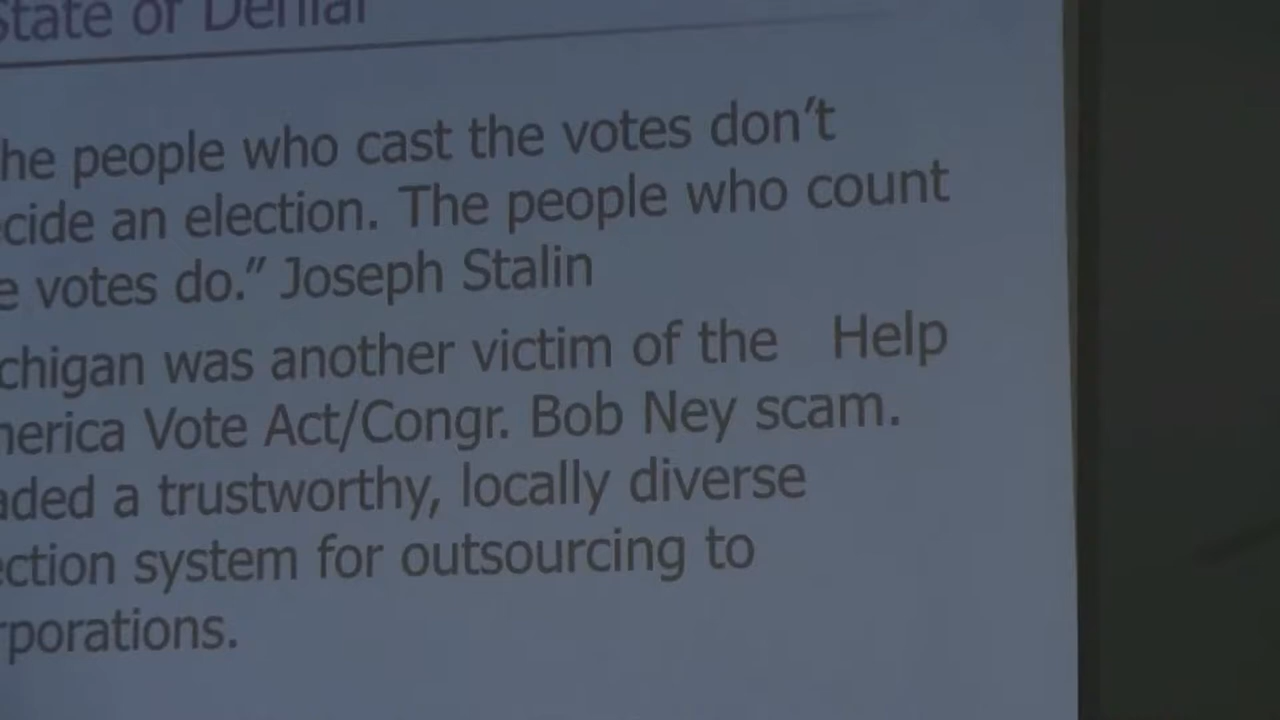 State of Denial
he people who cast the votes don't
cide an election. The people who count
e votes do." Joseph Stalin
chigan was another victim of the Help
merica Vote Act/Congr. Bob Ney scam.
aded a trustworthy, locally diverse
ection system for outsourcing to
rporations.